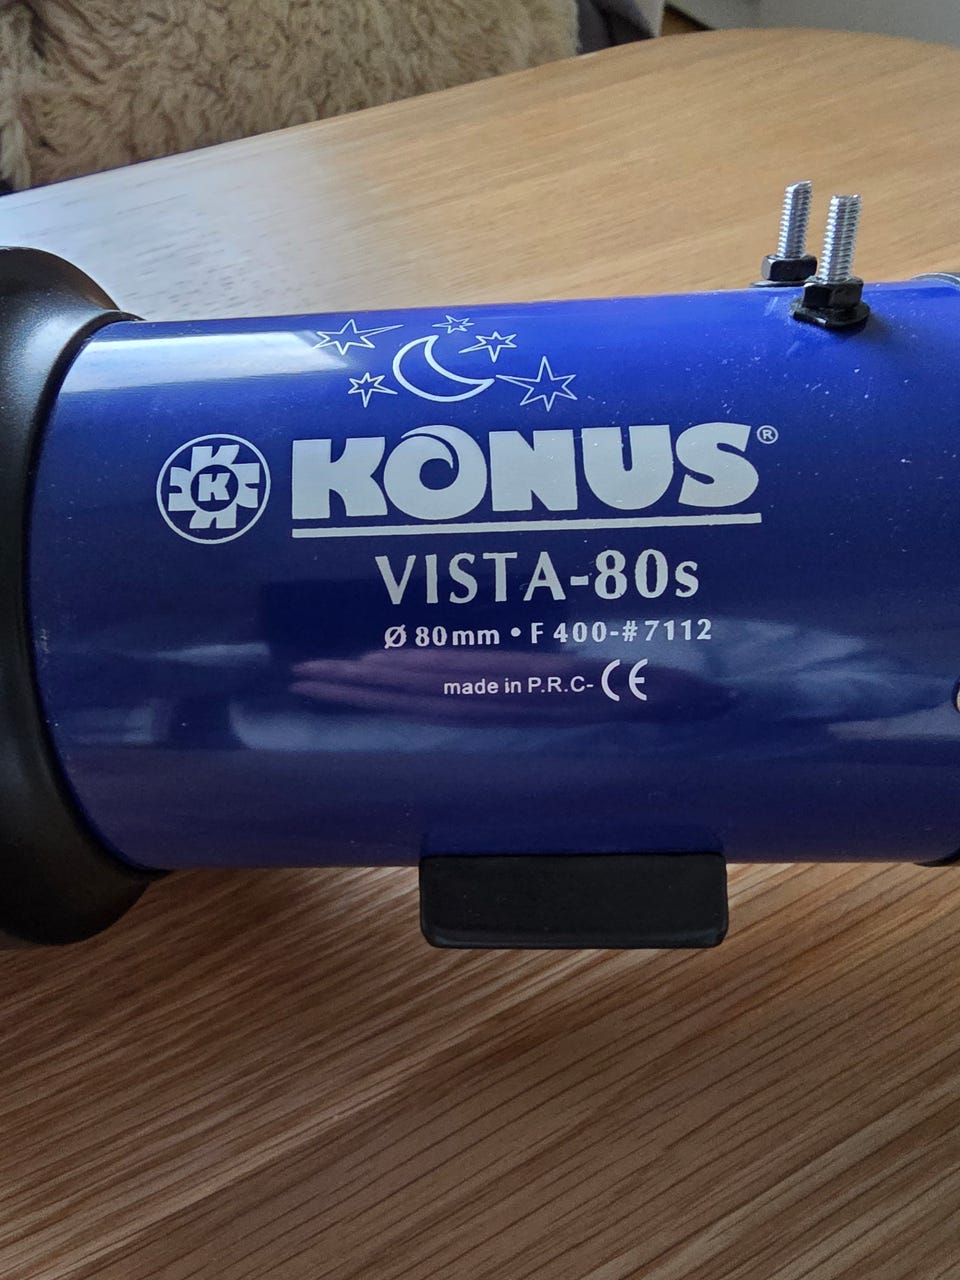 K
KONUS®
VISTA-80s
Ø 80mm • F 400-#7112
made in P.R.C- CE